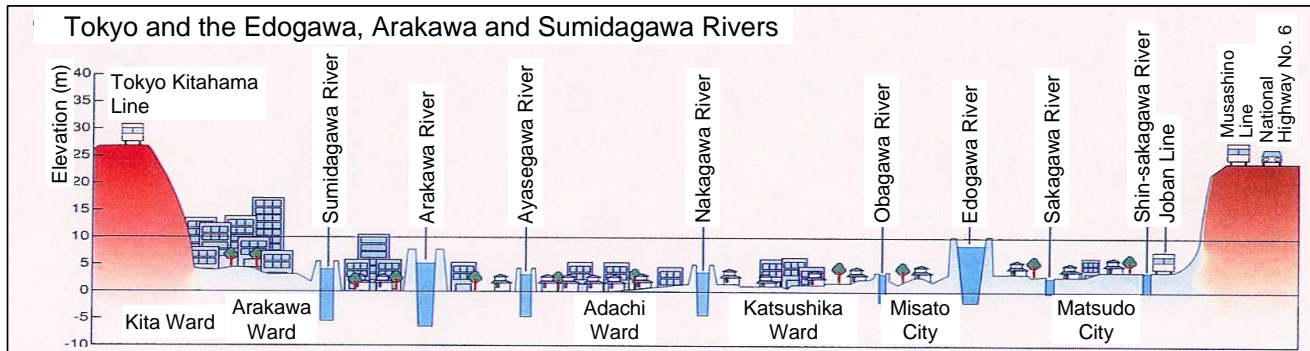 Tokyo and the Edogawa, Arakawa and Sumidagawa Rivers
Elevation (m)
40
35
30
25
20
15
10
5
0
-5
-10
Tokyo Kitahama
Line
Sumidagawa River
Arakawa River
Ayasegawa River
Nakagawa River
Obagawa River
Edogawa River
Sakagawa River
Shin-sakagawa River
Joban Line
Musashino
Line
National
Highway No. 6
Kita Ward
Arakawa
Ward
Adachi
Ward
Katsushika
Ward
Misato
City
Matsudo
City